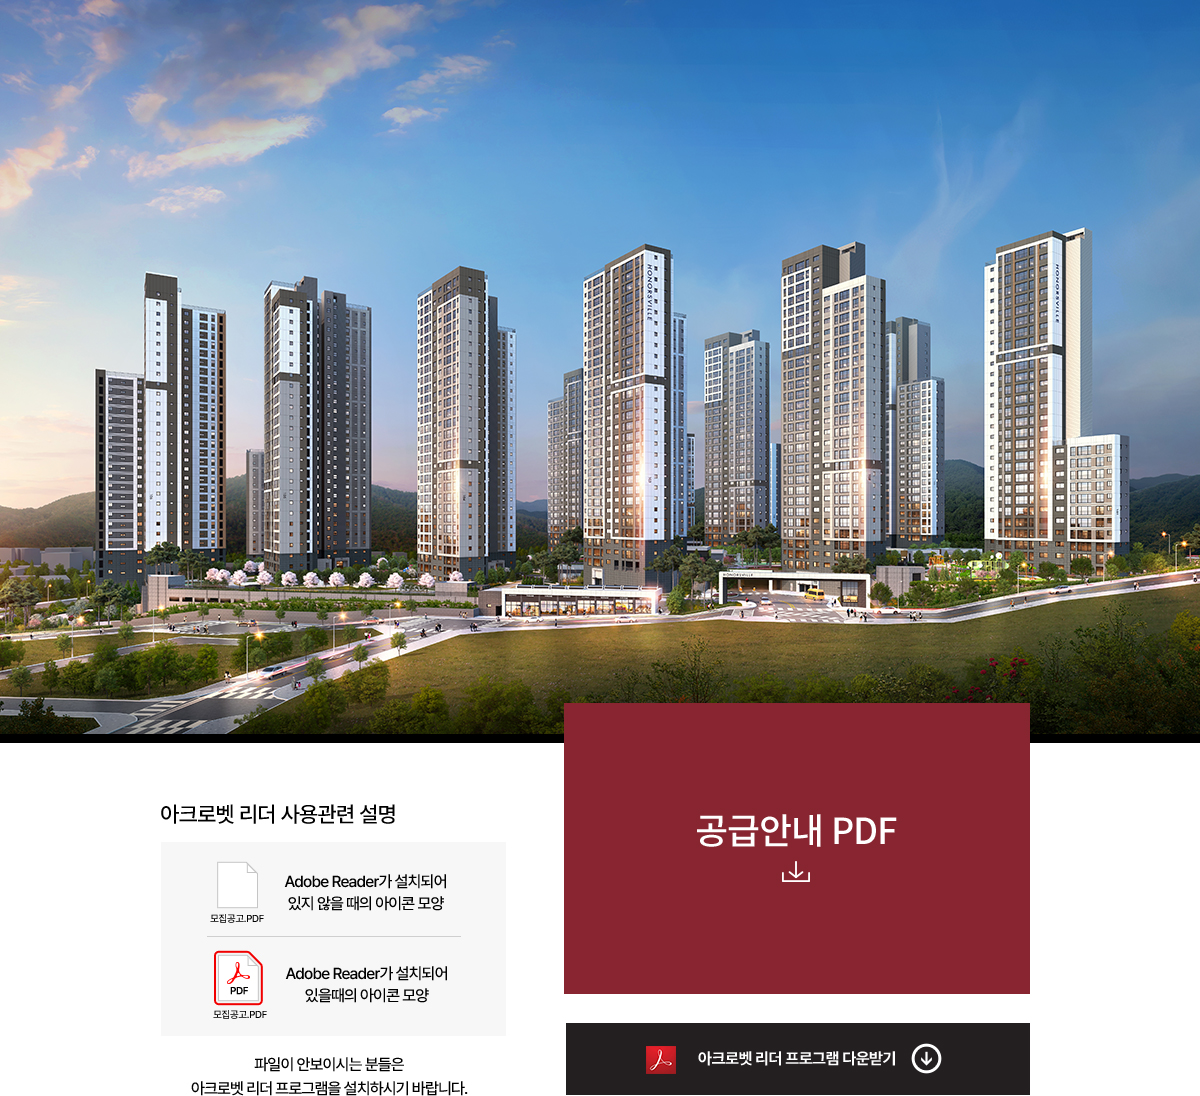 HONORSVILLE
HONORSVILLE
HONORSVILLE
아크로벳 리더 사용관련 설명
모집공고.PDF
Adobe Reader가 설치되어
있지 않을 때의 아이콘 모양
PDF
모집공고.PDF
Adobe Reader가 설치되어
있을때의 아이콘 모양
파일이 안보이시는 분들은
아크로벳 리더 프로그램을 설치하시기 바랍니다.
공급안내 PDF
아크로벳 리더 프로그램 다운받기